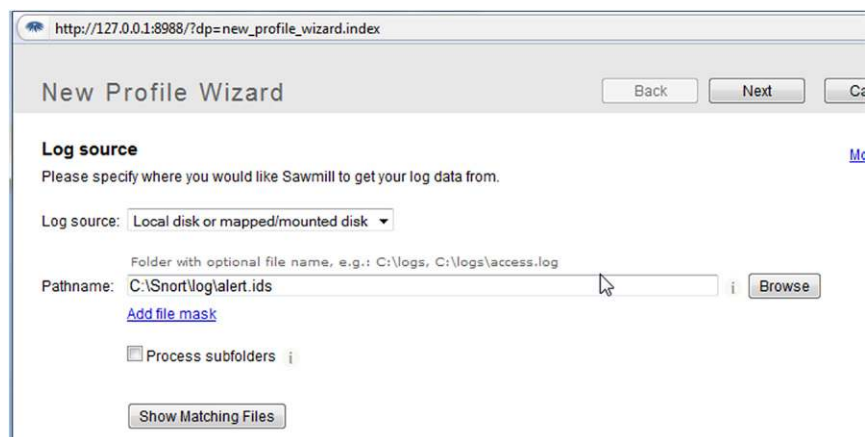 http://127.0.0.1:8988/?dp=new_profile_wizard.index
New Profile Wizard Back Next
Log source
Please specify where you would like Sawmill to get your log data from.
Log source: Local disk or mapped/mounted disk
Folder with optional file name, e.g.: C:\logs, C:\logs\access.log
Pathname: C:\Snort\log\alert.ids i Browse
Add file mask
Process subfolders i
Show Matching Files